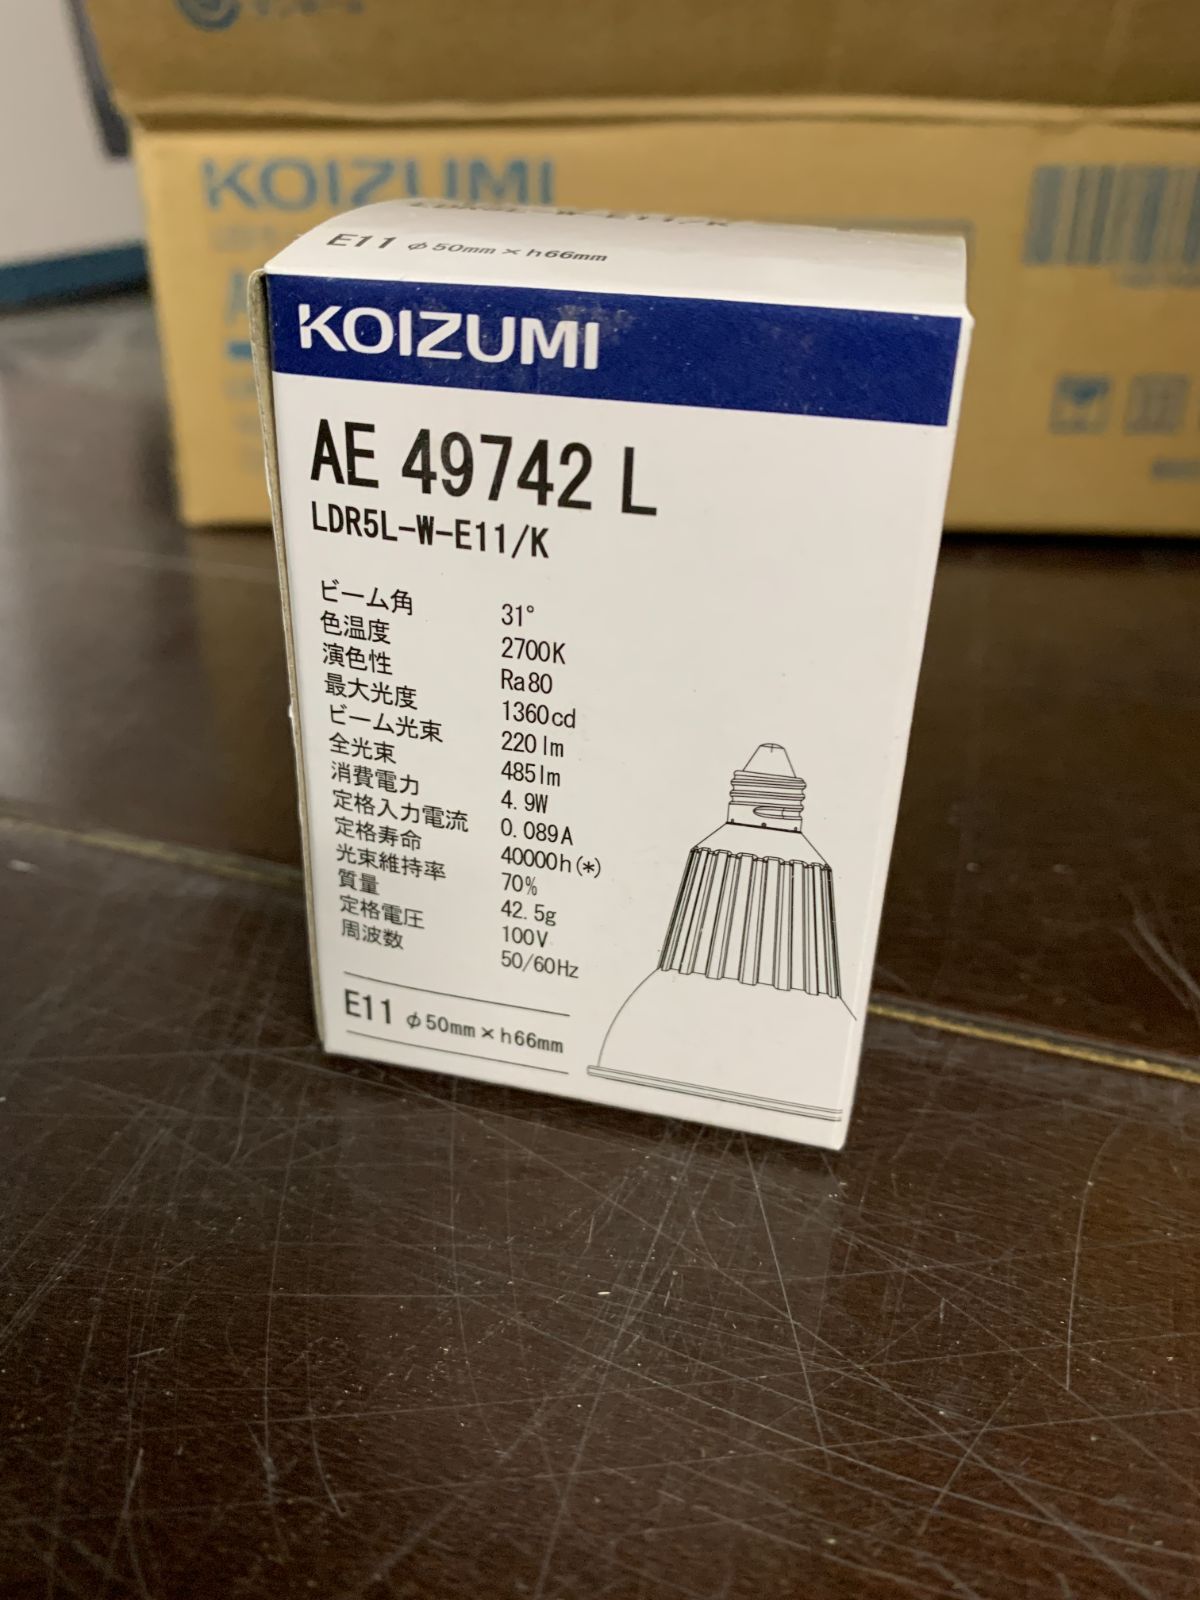 KOIZUMI
LDR5L-W-E11/K
E11 φ50mm×h66mm
KOIZUMI
AE 49742 L
LDR5L-W-E11/K
ビーム角 31°
色温度 2700K
演色性 Ra80
最大光度 1360cd
ビーム光束 220lm
全光束 485lm
消費電力 4.9W
定格入力電流 0.089A
定格寿命 40000h(*)
光束維持率 70%
質量 42.5g
定格電圧 100V
周波数 50/60Hz
E11 φ50mm×h66mm